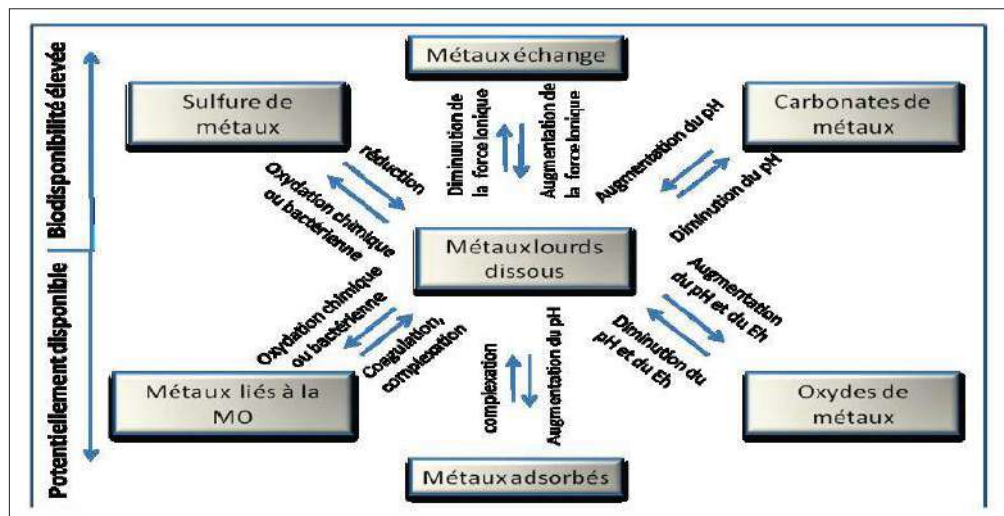 Biodisponibilité élevée
Potentiellement disponible
Métaux échange
Sulfure de
métaux
Diminuution de
la force Ionique
Augmentation de
la force ionique
Carbonates de
métaux
réduction
Oxydation chimique
ou bactérienne
Augmentation du pH
Diminution du pH
Métaux lourds
dissous
Oxydation chimique
ou bactérienne
Coagulation,
complexation
complexation
Augmentation du pH
Augmentation
du pH et du Eh
Diminution du
pH et du Eh
Métaux liés à la
MO
Oxydes de
métaux
Métaux adsorbés